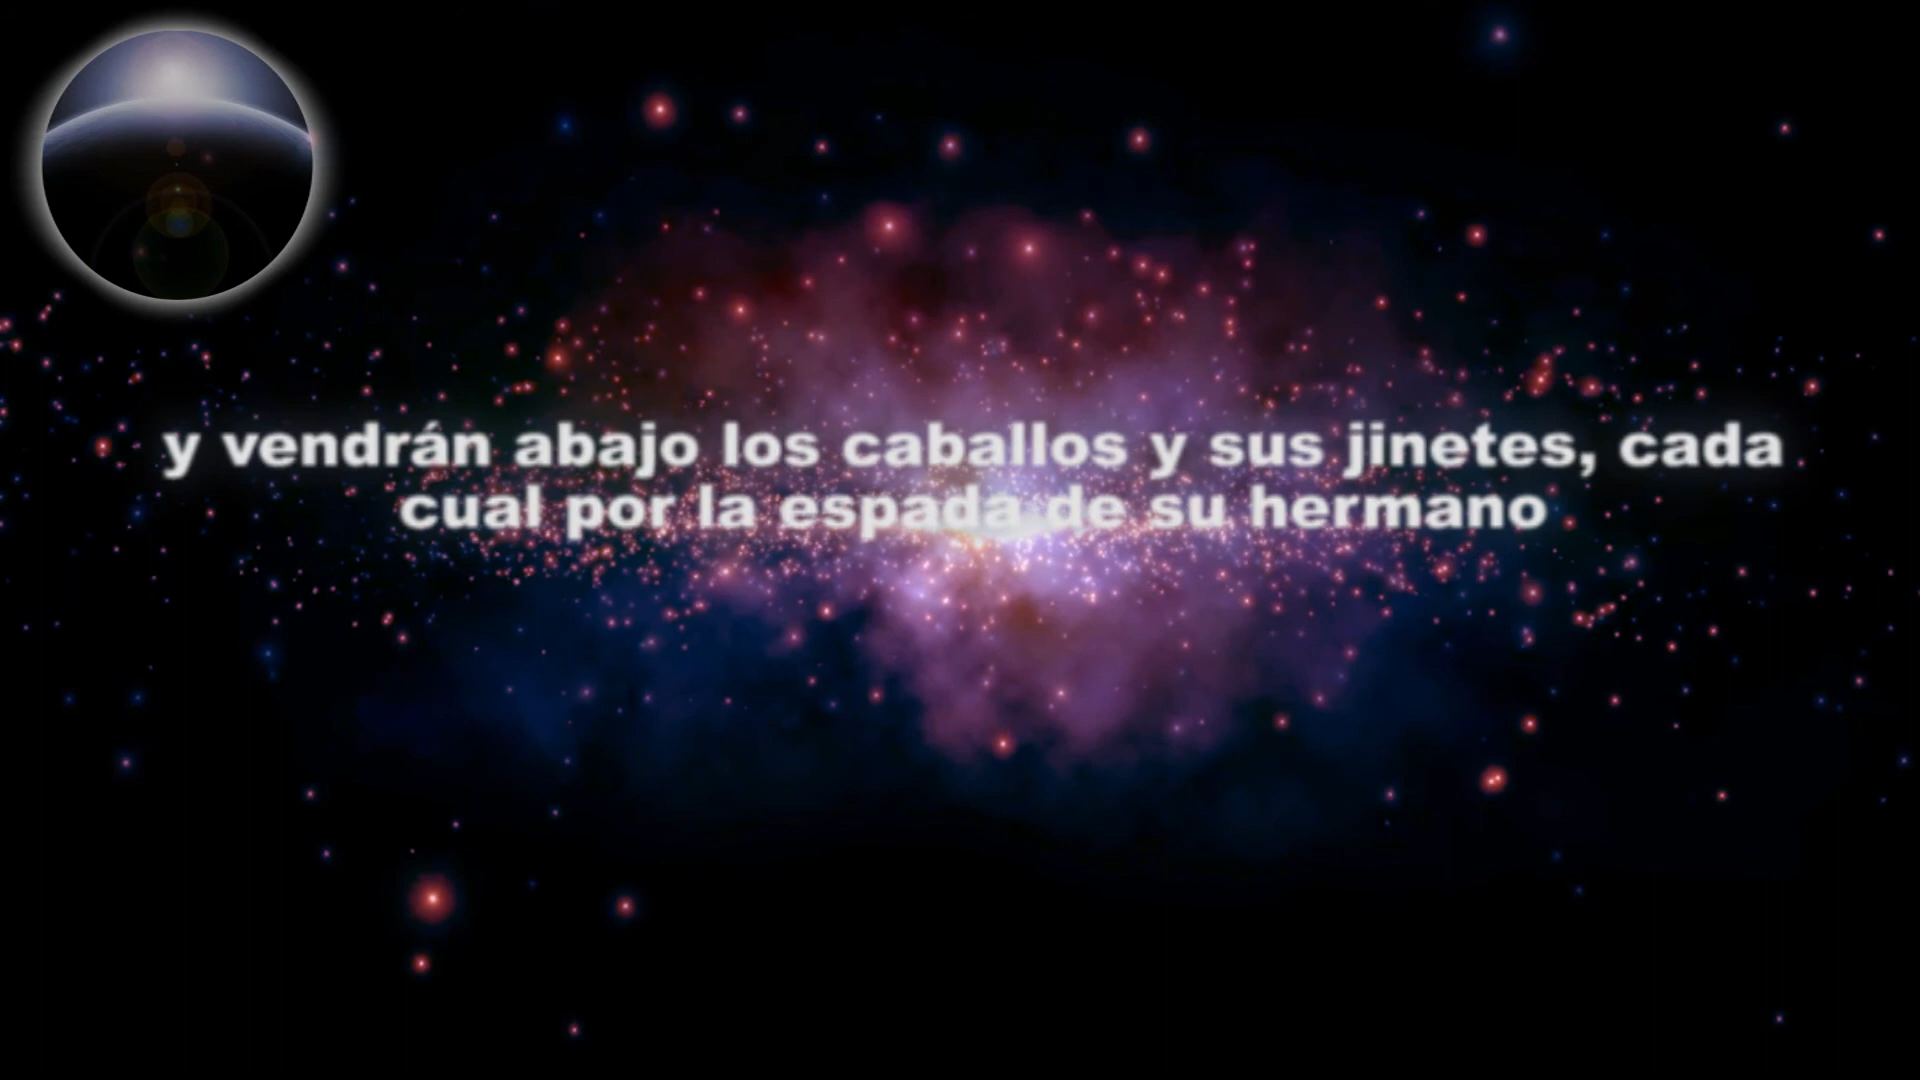 y vendrán abajo los caballos y sus jinetes, cada
cual por la espada de su hermano